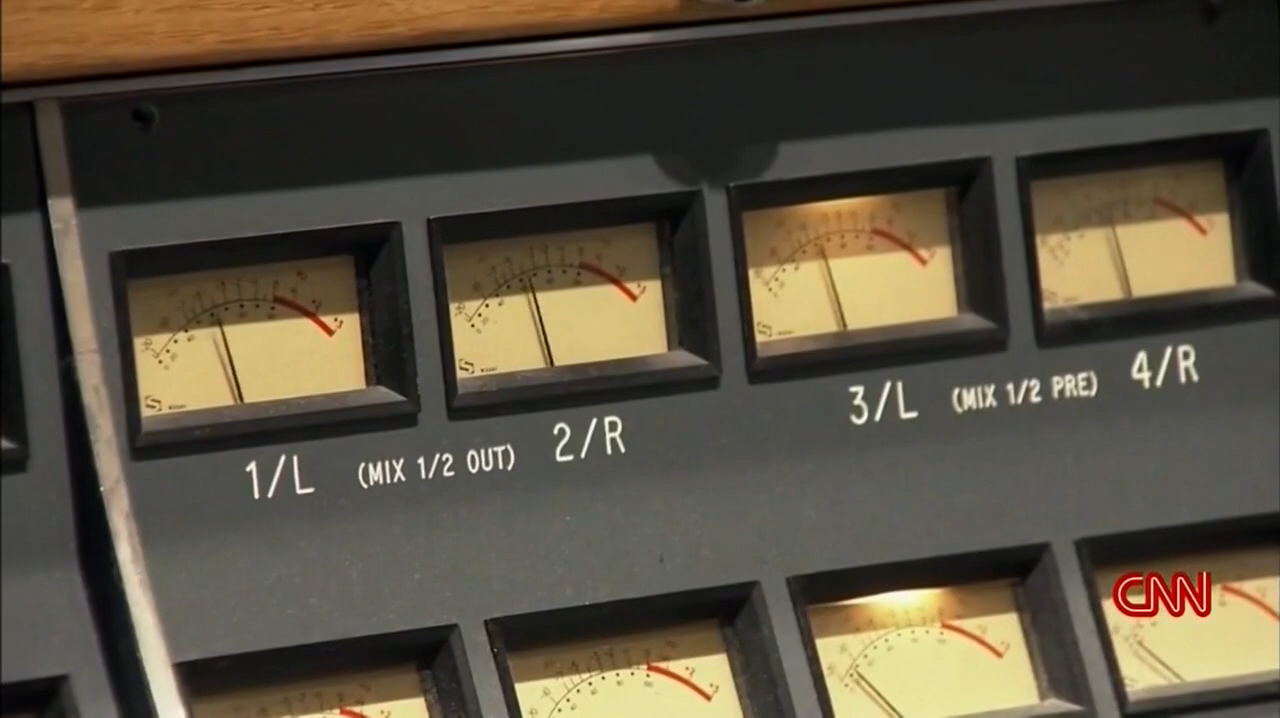 1/L (MIX 1/2 OUT) 2/R
3/L (MIX 1/2 PRE) 4/R
CNN